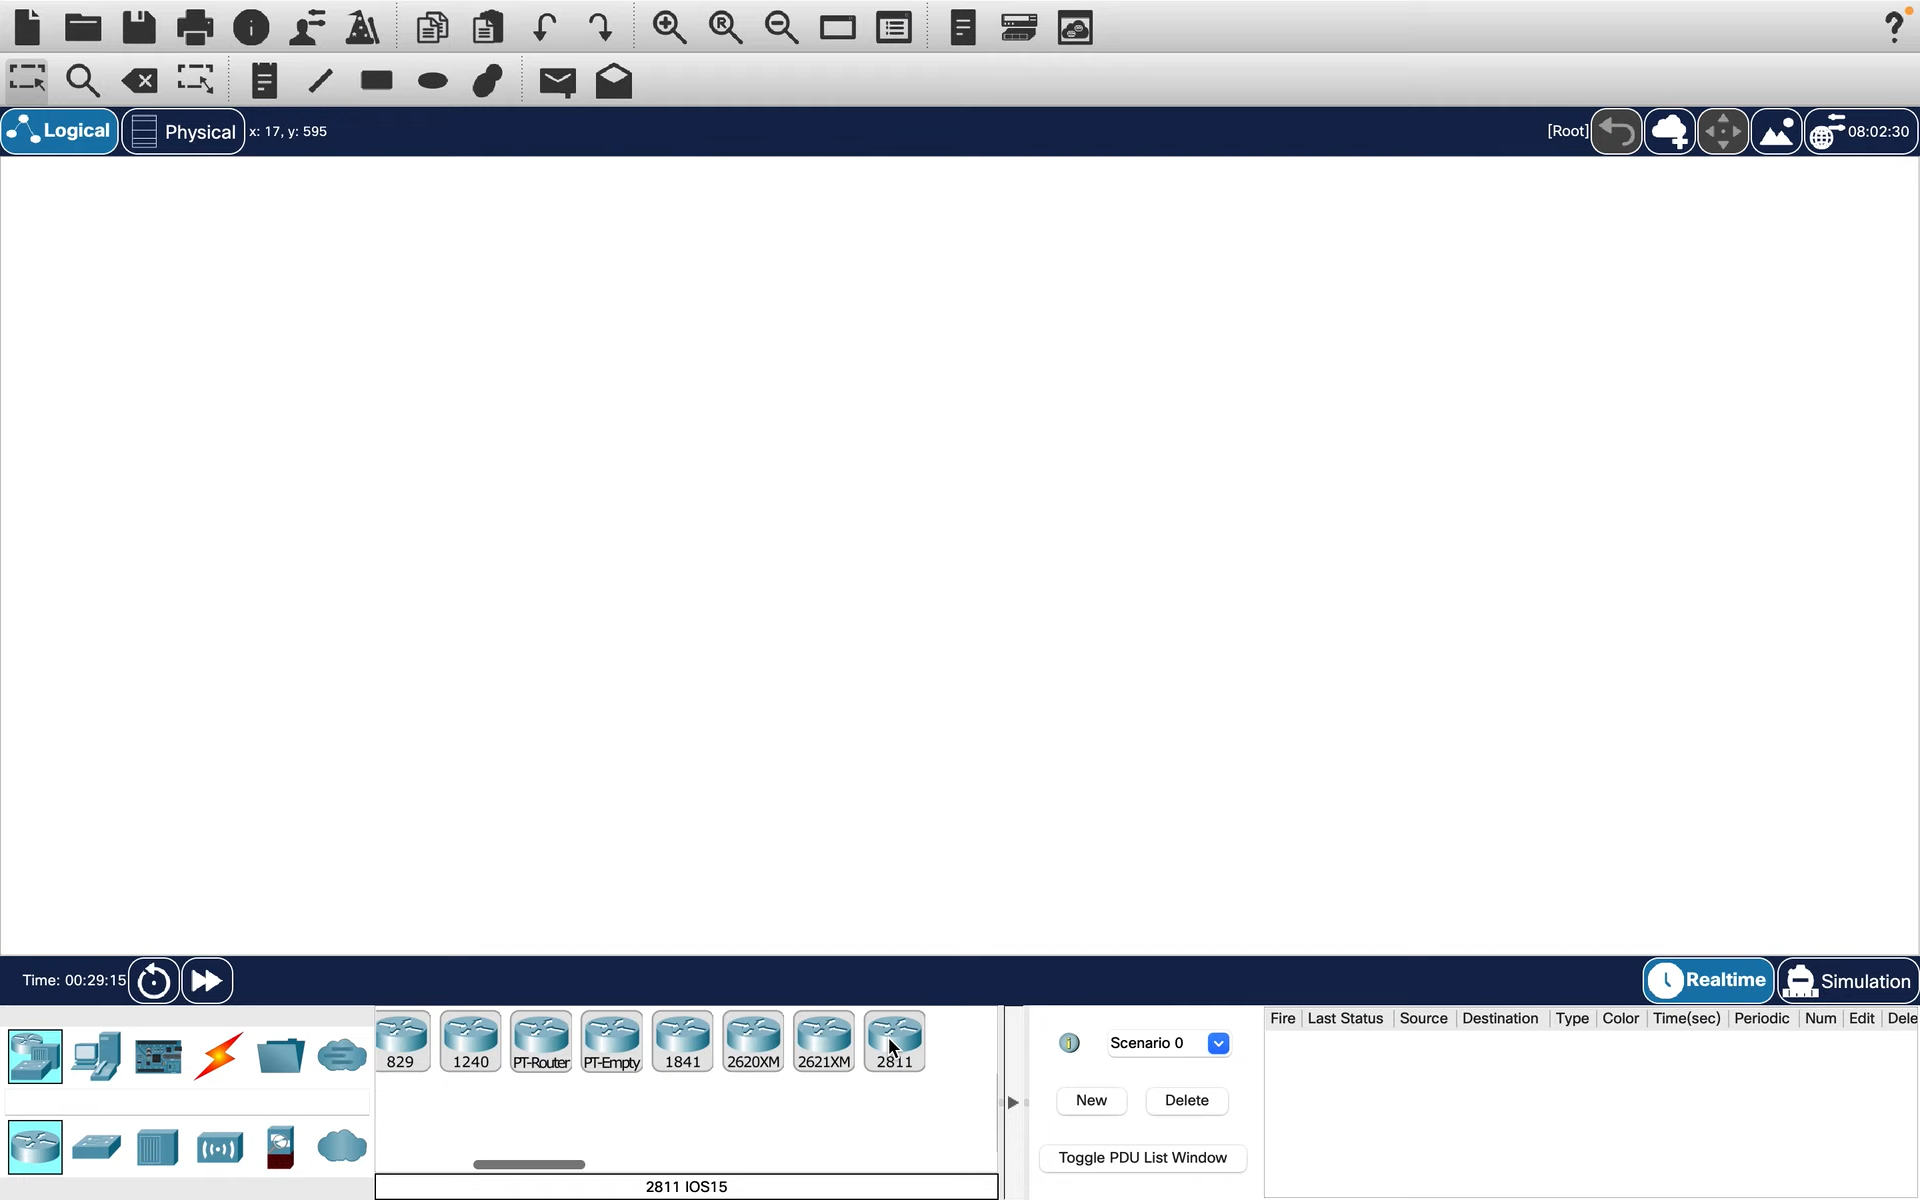 Logical
Physical
x: 17, y: 595
[Root]
08:02:30
Time: 00:29:15
Realtime
Simulation
829
1240
PT-Router
PT-Empty
1841
2620XM
2621XM
2811
2811 IOS15
Scenario 0
New
Delete
Toggle PDU List Window
Fire Last Status Source Destination Type Color Time(sec) Periodic Num Edit Dele